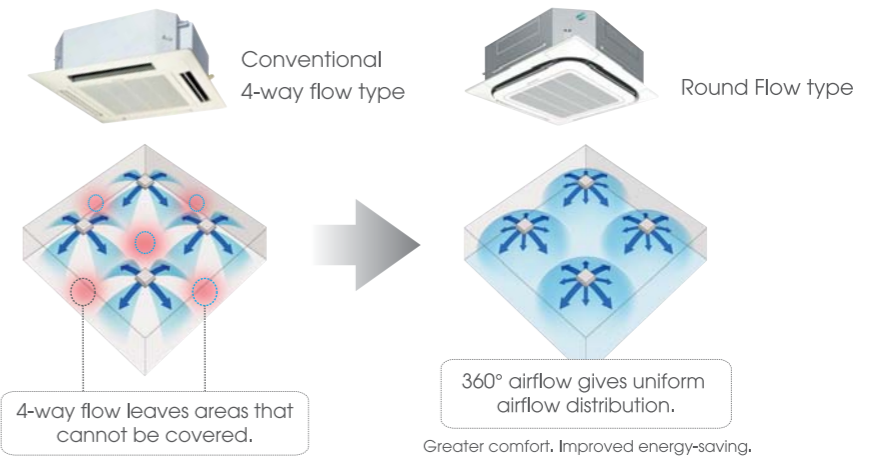 Conventional
4-way flow type
Round Flow type
4-way flow leaves areas that
cannot be covered.
360° airflow gives uniform
airflow distribution.
Greater comfort. Improved energy-saving.